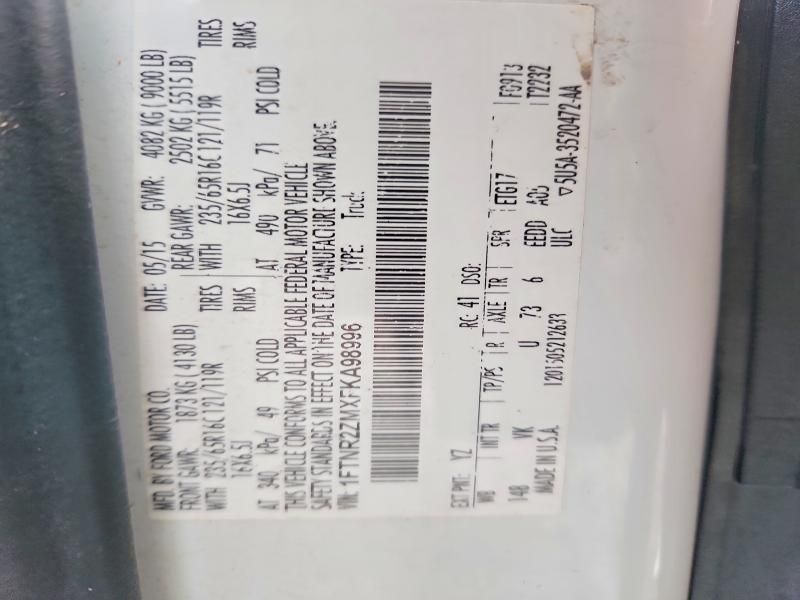 MFD. BY FORD MOTOR CO.
DATE: 05/15 GVWR: 4082 KG ( 9000 LB)
FRONT GAWR: 1873 KG ( 4130 LB) REAR GAWR: 2502 KG ( 5515 LB)
WITH 235/65R16C 121/119R TIRES WITH 235/65R16C 121/119R TIRES
16X6.5J RIMS 16X6.5J RIMS
AT 340 kPa/ 49 PSI COLD AT 490 kPa/ 71 PSI COLD
THIS VEHICLE CONFORMS TO ALL APPLICABLE FEDERAL MOTOR VEHICLE
SAFETY STANDARDS IN EFFECT ON THE DATE OF MANUFACTURE SHOWN ABOVE.
VIN: 1FTNR2ZMXFKA98996 TYPE: Truck
EXT PNT: YZ RC: 41 DSO:
WB INT TR TP/PS R AXLE TR SPR ETG17 FG913
148 VK U 73 6 EEDD A06 T2232
MADE IN U.S.A. ULC
1201505212633 ▽5U5A-3520472-AA